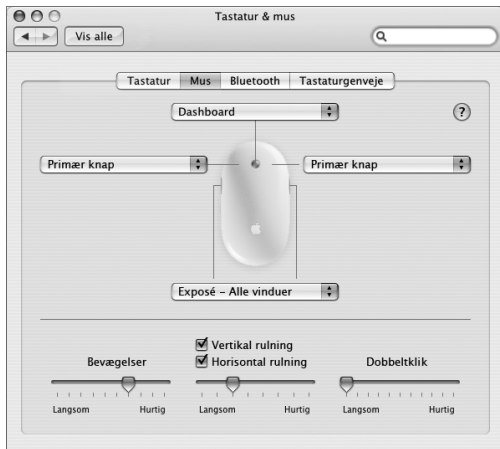 Tastatur & mus
Vis alle
Tastatur Mus Bluetooth Tastaturgenveje
Dashboard
?
Primær knap
Primær knap
Exposé – Alle vinduer
Vertikal rulning
Bevægelser
Horisontal rulning
Dobbeltklik
Langsom Hurtig
Langsom Hurtig
Langsom Hurtig